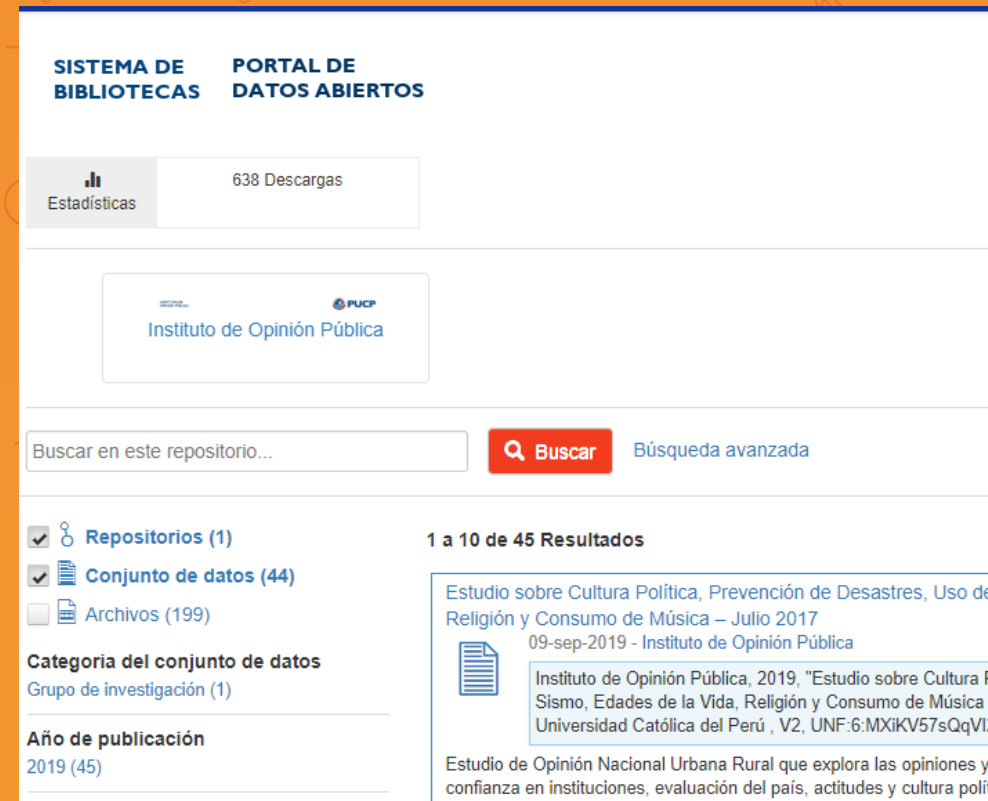 SISTEMA DE
BIBLIOTECAS
PORTAL DE
DATOS ABIERTOS
Estadísticas
638 Descargas
PUCP
Instituto de Opinión Pública
Buscar en este repositorio...
Buscar
Búsqueda avanzada
Repositorios (1)
Conjunto de datos (44)
Archivos (199)
Categoria del conjunto de datos
Grupo de investigación (1)
Año de publicación
2019 (45)
1 a 10 de 45 Resultados
Estudio sobre Cultura Política, Prevención de Desastres, Uso de
Religión y Consumo de Música – Julio 2017
09-sep-2019 - Instituto de Opinión Pública
Instituto de Opinión Pública, 2019, "Estudio sobre Cultura
Sismo, Edades de la Vida, Religión y Consumo de Música
Universidad Católica del Perú , V2,
Estudio de Opinión Nacional Urbana Rural que explora las opiniones y
confianza en instituciones, evaluación del país, actitudes y cultura polí